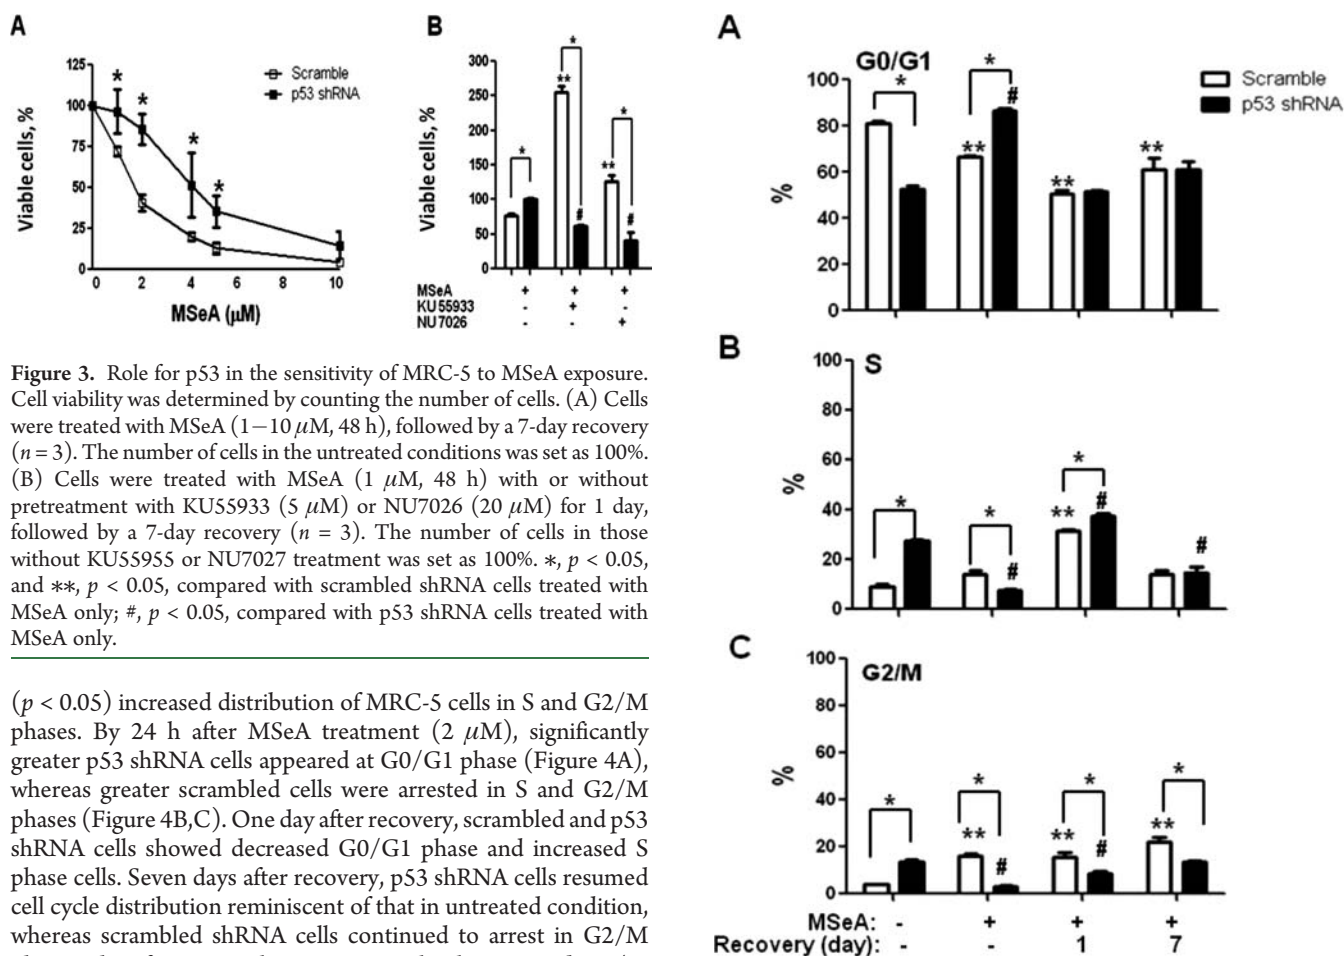 A
125
100
75
50
25
0
Viable cells, %
Scramble
p53 shRNA
*
*
*
*
0 2 4 6 8 10
MSeA (µM)
B
300
250
200
150
100
50
0
Viable cells, %
*
*
**
#
*
**
#
MSeA - + - + - +
KU55933 - +
NU7026 - - +
Figure 3. Role for p53 in the sensitivity of MRC-5 to MSeA exposure.
Cell viability was determined by counting the number of cells. (A) Cells
were treated with MSeA (1−10 µM, 48 h), followed by a 7-day recovery
(n = 3). The number of cells in the untreated conditions was set as 100%.
(B) Cells were treated with MSeA (1 µM, 48 h) with or without
pretreatment with KU55933 (5 µM) or NU7026 (20 µM) for 1 day,
followed by a 7-day recovery (n = 3). The number of cells in those
without KU55955 or NU7027 treatment was set as 100%. *, p < 0.05,
and **, p < 0.05, compared with scrambled shRNA cells treated with
MSeA only; #, p < 0.05, compared with p53 shRNA cells treated with
MSeA only.
(p < 0.05) increased distribution of MRC-5 cells in S and G2/M
phases. By 24 h after MSeA treatment (2 µM), significantly
greater p53 shRNA cells appeared at G0/G1 phase (Figure 4A),
whereas greater scrambled cells were arrested in S and G2/M
phases (Figure 4B,C). One day after recovery, scrambled and p53
shRNA cells showed decreased G0/G1 phase and increased S
phase cells. Seven days after recovery, p53 shRNA cells resumed
cell cycle distribution reminiscent of that in untreated condition,
whereas scrambled shRNA cells continued to arrest in G2/M
A
G0/G1
Scramble
p53 shRNA
100
80
60
40
20
0
%
*
*
**
#
**
**
B
S
100
80
60
40
20
0
%
*
*
#
*
**
#
#
C
G2/M
100
80
60
40
20
0
%
*
*
**
#
*
**
#
*
**
MSeA: - + + +
Recovery (day): - - 1 7